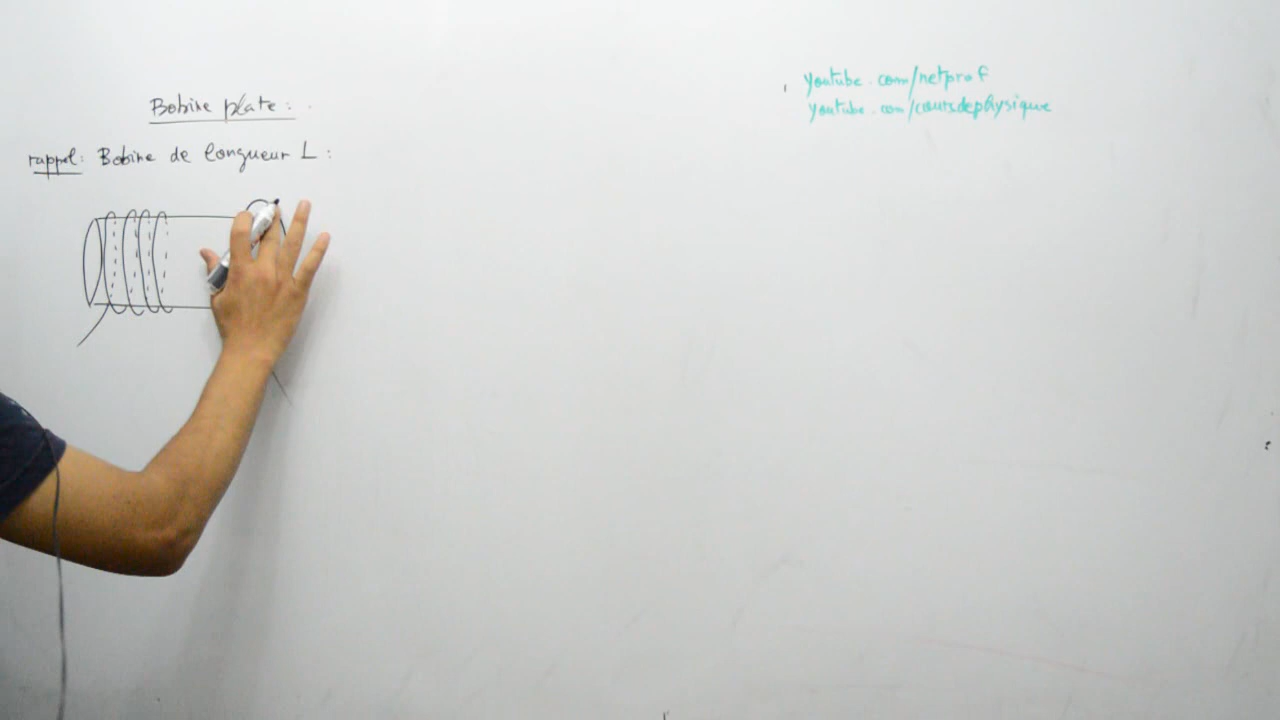 Bobine plate :
rappel : Bobine de longueur L :
youtube.com/netprof
youtube.com/coursdephysique